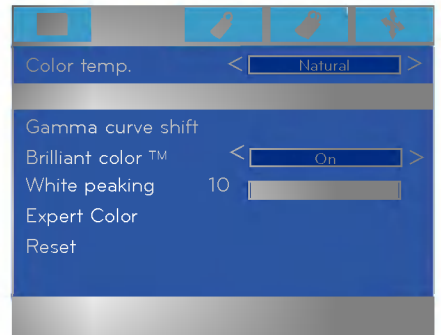 Color temp. < Natural >
Gamma curve shift
Brilliant color ™ < On >
White peaking 10
Expert Color
Reset